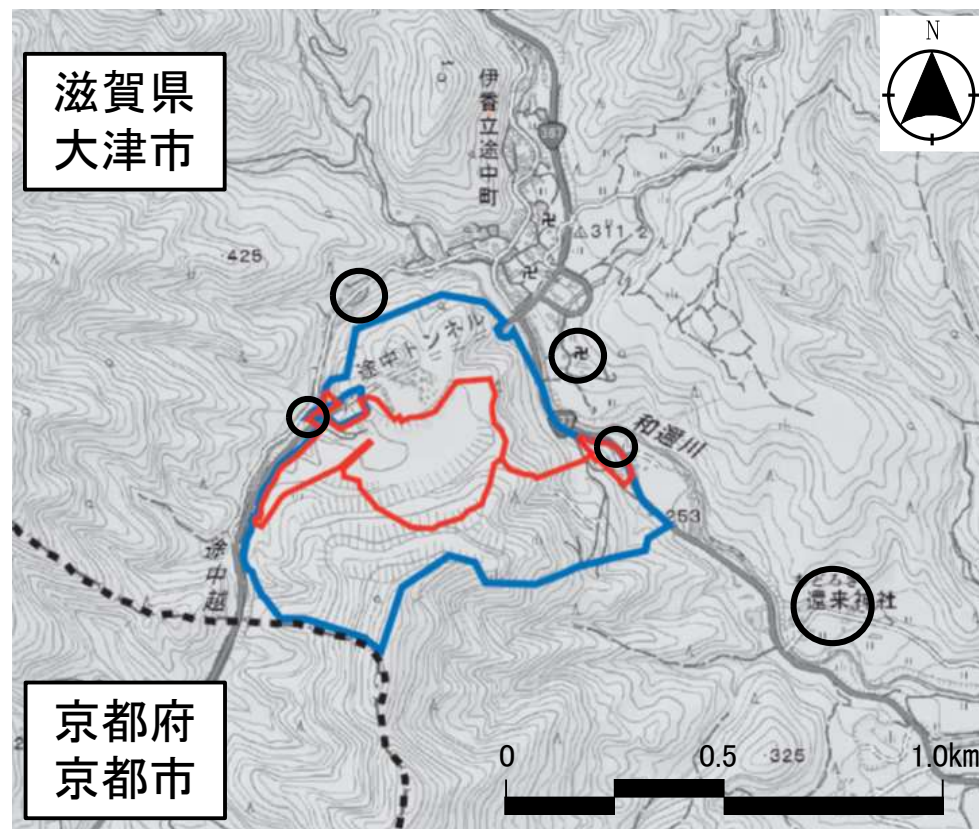 滋賀県
大津市
N
伊香立途中町
367
311.2
425
途中トンネル
和邇川
253
途中越
還来神社
京都府
京都市
325
0 0.5 1.0km